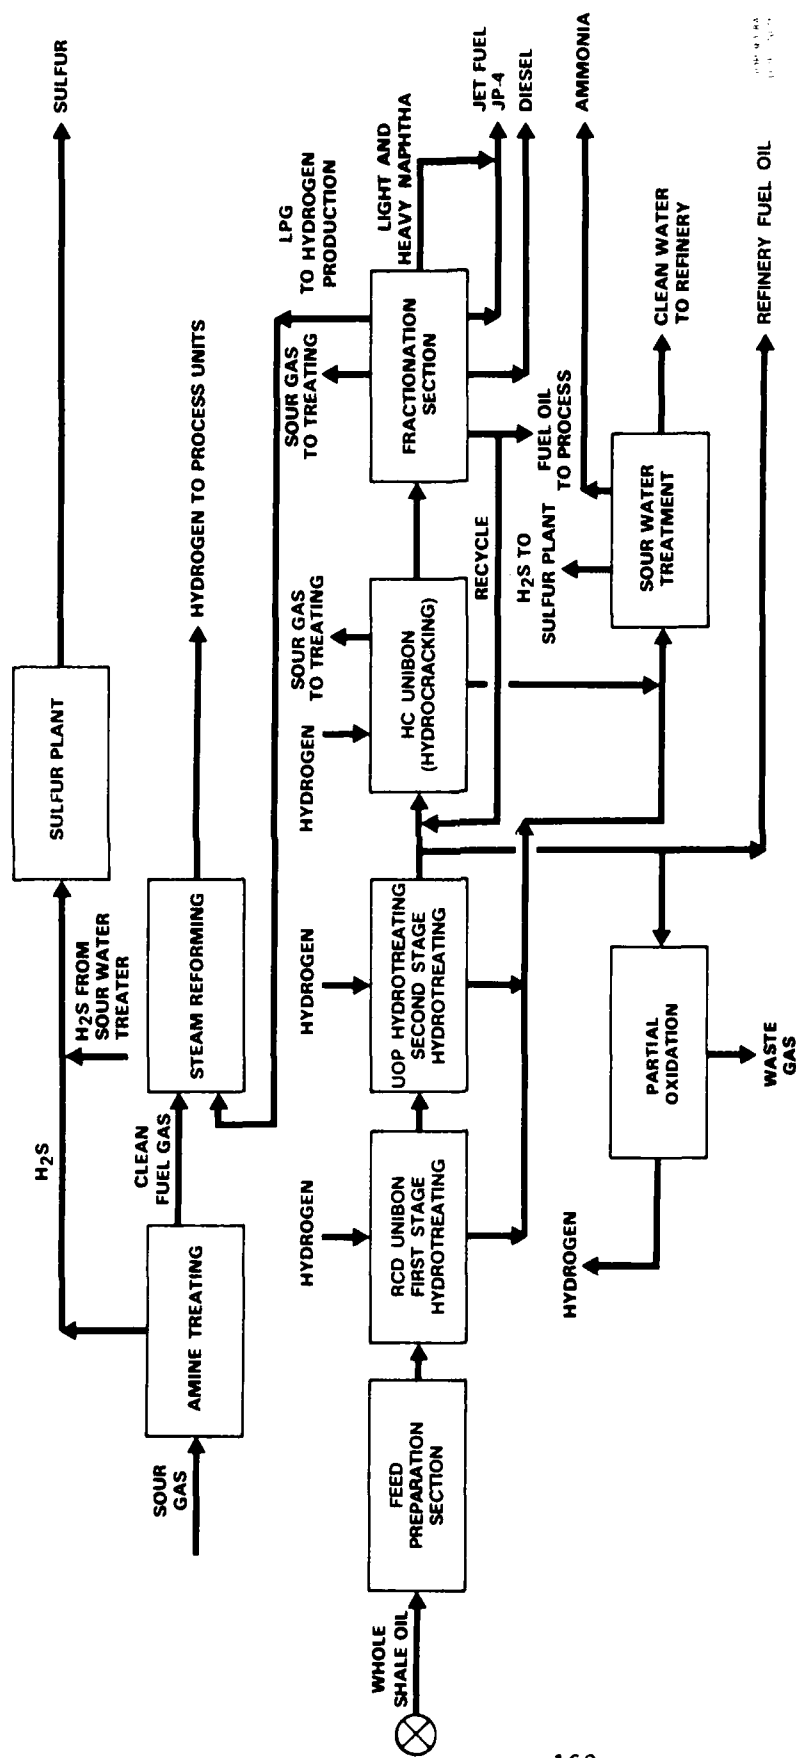 SULFUR
SULFUR PLANT
H2S FROM
SOUR WATER
TREATER
H2S
HYDROGEN TO PROCESS UNITS
STEAM REFORMING
CLEAN
FUEL GAS
AMINE TREATING
SOUR
GAS
LPG
TO HYDROGEN
PRODUCTION
SOUR GAS
TO TREATING
LIGHT AND
HEAVY NAPHTHA
JET FUEL
JP-4
DIESEL
FRACTIONATION
SECTION
FUEL OIL
TO PROCESS
RECYCLE
SOUR GAS
TO TREATING
HYDROGEN
HC UNIBON
(HYDROCRACKING)
HYDROGEN
UOP HYDROTREATING
SECOND STAGE
HYDROTREATING
HYDROGEN
RCD UNIBON
FIRST STAGE
HYDROTREATING
FEED
PREPARATION
SECTION
WHOLE
SHALE OIL
AMMONIA
H2S TO
SULFUR PLANT
SOUR WATER
TREATMENT
CLEAN WATER
TO REFINERY
REFINERY FUEL OIL
PARTIAL
OXIDATION
WASTE
GAS
HYDROGEN